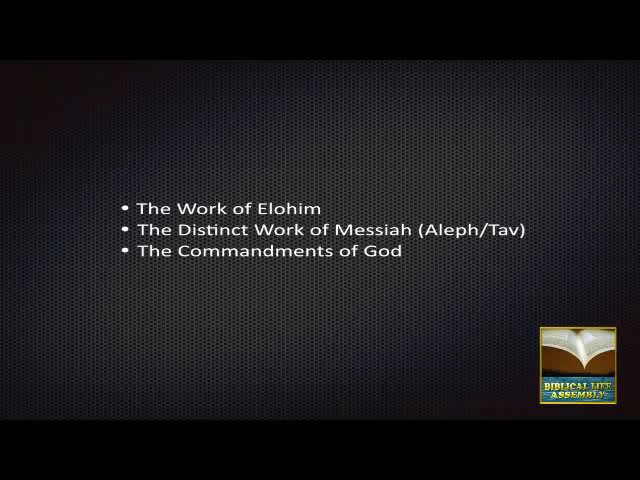 • The Work of Elohim
• The Distinct Work of Messiah (Aleph/Tav)
• The Commandments of God
BIBLICAL LIFE
ASSEMBLY